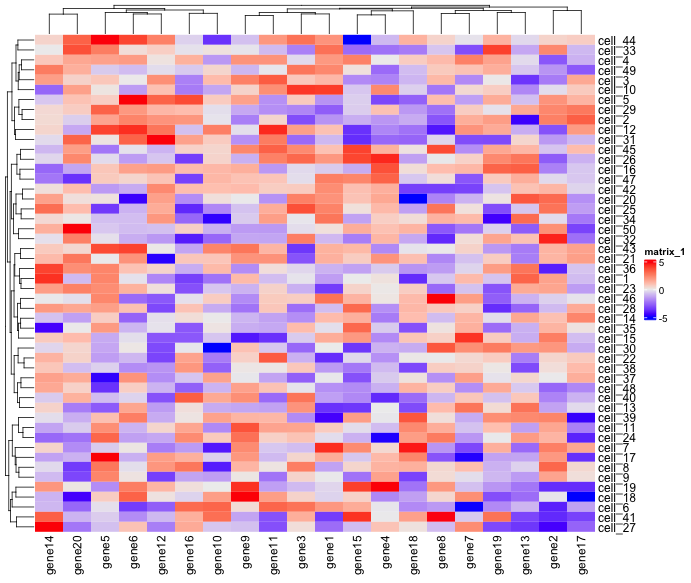 cell_44
cell_33
cell_4
cell_49
cell_3
cell_10
cell_5
cell_29
cell_2
cell_12
cell_31
cell_45
cell_26
cell_16
cell_47
cell_42
cell_20
cell_25
cell_34
cell_50
cell_32
cell_43
cell_21
cell_36
cell_1
cell_23
cell_46
cell_28
cell_14
cell_35
cell_15
cell_30
cell_22
cell_38
cell_37
cell_48
cell_40
cell_13
cell_39
cell_11
cell_24
cell_7
cell_17
cell_8
cell_9
cell_19
cell_18
cell_6
cell_41
cell_27
matrix_1
5
0
-5
gene14
gene20
gene5
gene6
gene12
gene16
gene10
gene9
gene11
gene3
gene1
gene15
gene4
gene18
gene8
gene7
gene19
gene13
gene2
gene17